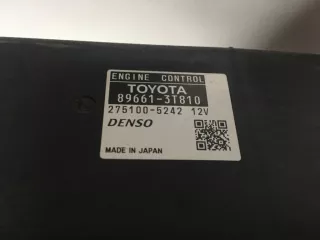 ENGINE CONTROL
TOYOTA
89661-3T810
275100-5242 12V
DENSO
MADE IN JAPAN